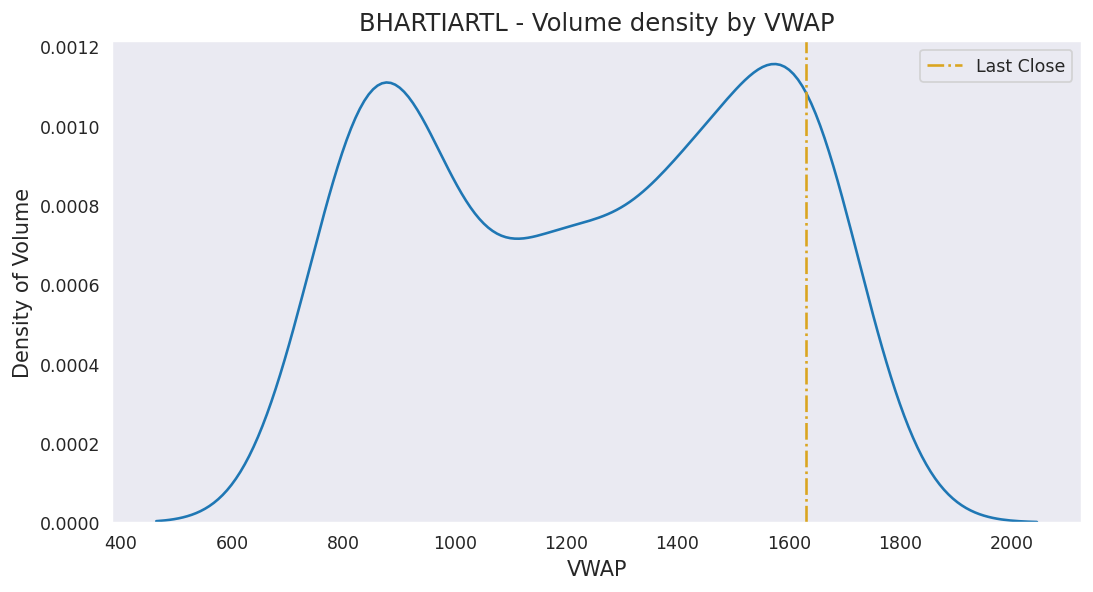 BHARTIARTL - Volume density by VWAP
0.0012
0.0010
0.0008
0.0006
0.0004
0.0002
0.0000
Density of Volume
Last Close
400 600 800 1000 1200 1400 1600 1800 2000
VWAP